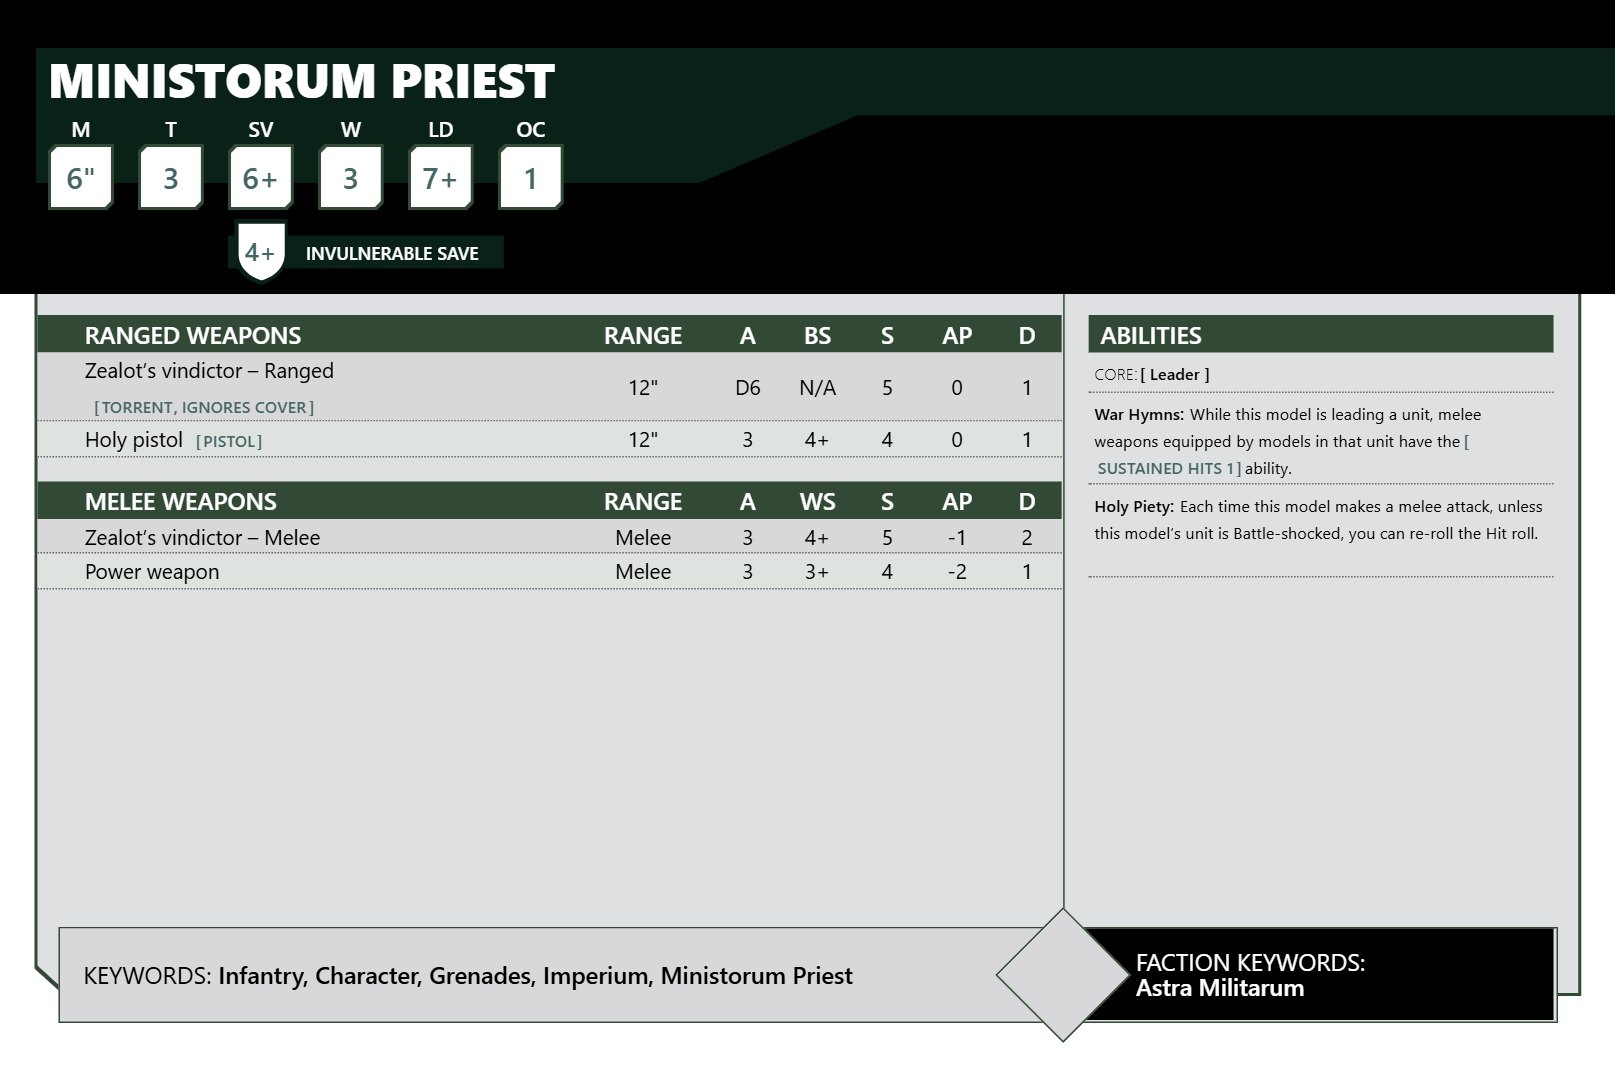 MINISTORUM PRIEST
M T SV W LD OC
6" 3 6+ 3 7+ 1
4+ INVULNERABLE SAVE
RANGED WEAPONS RANGE A BS S AP D
Zealot’s vindictor – Ranged
[TORRENT, IGNORES COVER] 12" D6 N/A 5 0 1
Holy pistol [PISTOL] 12" 3 4+ 4 0 1
MELEE WEAPONS RANGE A WS S AP D
Zealot’s vindictor – Melee Melee 3 4+ 5 -1 2
Power weapon Melee 3 3+ 4 -2 1
ABILITIES
CORE: [ Leader ]
War Hymns: While this model is leading a unit, melee
weapons equipped by models in that unit have the [
SUSTAINED HITS 1] ability.
Holy Piety: Each time this model makes a melee attack, unless
this model’s unit is Battle-shocked, you can re-roll the Hit roll.
KEYWORDS: Infantry, Character, Grenades, Imperium, Ministorum Priest
FACTION KEYWORDS:
Astra Militarum